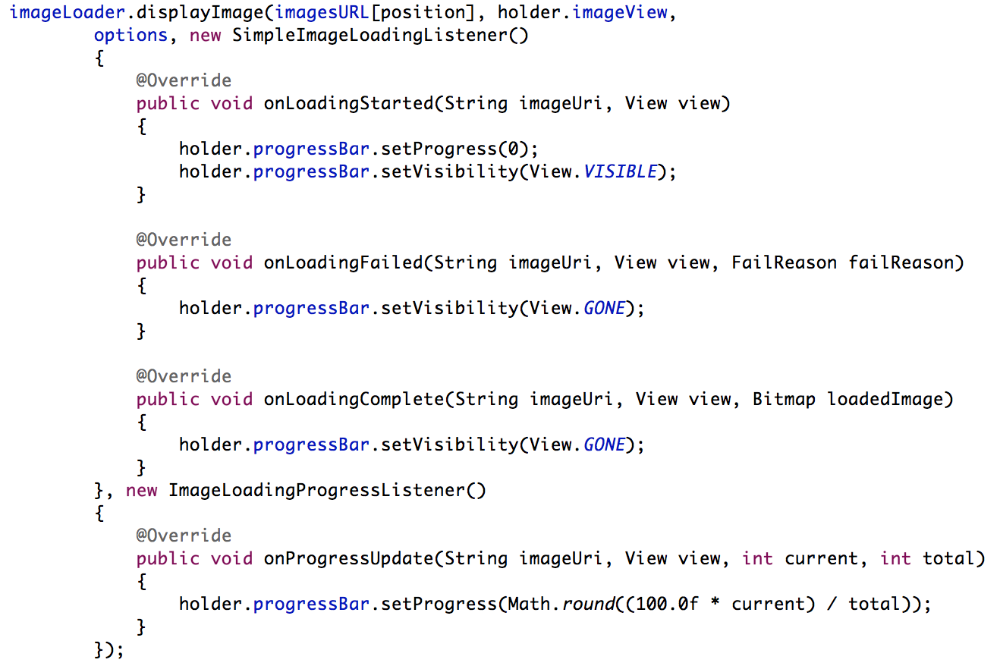 imageLoader.displayImage(imagesURL[position], holder.imageView,
        options, new SimpleImageLoadingListener()
        {
            @Override
            public void onLoadingStarted(String imageUri, View view)
            {
                holder.progressBar.setProgress(0);
                holder.progressBar.setVisibility(View.VISIBLE);
            }

            @Override
            public void onLoadingFailed(String imageUri, View view, FailReason failReason)
            {
                holder.progressBar.setVisibility(View.GONE);
            }

            @Override
            public void onLoadingComplete(String imageUri, View view, Bitmap loadedImage)
            {
                holder.progressBar.setVisibility(View.GONE);
            }
        }, new ImageLoadingProgressListener()
        {
            @Override
            public void onProgressUpdate(String imageUri, View view, int current, int total)
            {
                holder.progressBar.setProgress(Math.round((100.0f * current) / total));
            }
        });